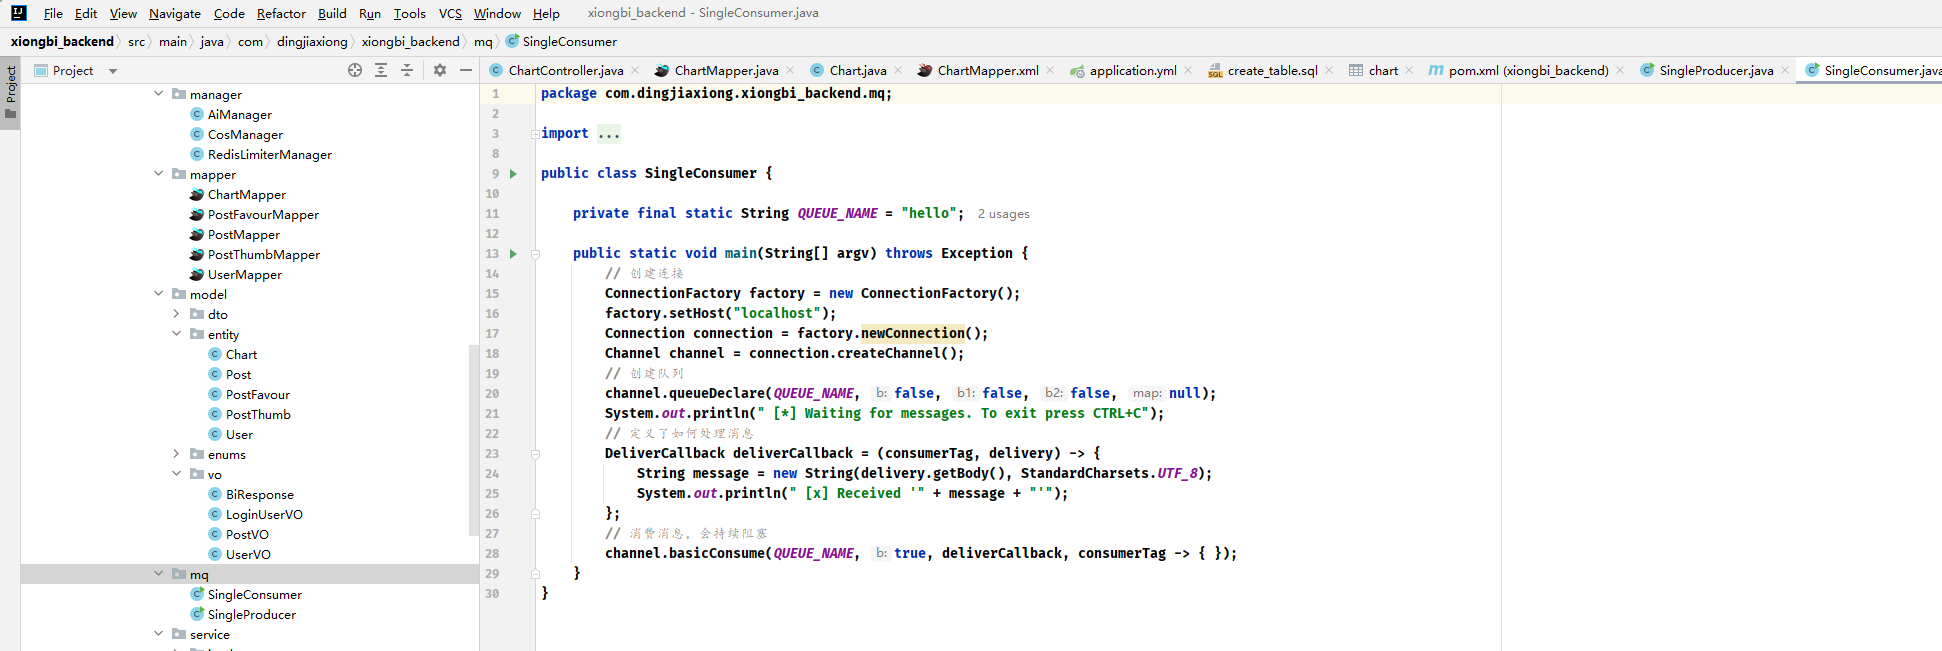 File Edit View Navigate Code Refactor Build Run Tools VCS Window Help xiongbi_backend - SingleConsumer.java
xiongbi_backend src main java com dingjiaxiong xiongbi_backend mq SingleConsumer
Project
Project
manager
AiManager
CosManager
RedisLimiterManager
mapper
ChartMapper
PostFavourMapper
PostMapper
PostThumbMapper
UserMapper
model
dto
entity
Chart
Post
PostFavour
PostThumb
User
enums
vo
BiResponse
LoginUserVO
PostVO
UserVO
mq
SingleConsumer
SingleProducer
service
ChartController.java ChartMapper.java Chart.java ChartMapper.xml application.yml create_table.sql chart pom.xml (xiongbi_backend) SingleProducer.java SingleConsumer.java
1 package com.dingjiaxiong.xiongbi_backend.mq;
2
3 import ...
8
9 public class SingleConsumer {
10
11 private final static String QUEUE_NAME = "hello"; 2 usages
12
13 public static void main(String[] argv) throws Exception {
14 // 创建连接
15 ConnectionFactory factory = new ConnectionFactory();
16 factory.setHost("localhost");
17 Connection connection = factory.newConnection();
18 Channel channel = connection.createChannel();
19 // 创建队列
20 channel.queueDeclare(QUEUE_NAME, b: false, b1: false, b2: false, map: null);
21 System.out.println(" [*] Waiting for messages. To exit press CTRL+C");
22 // 定义了如何处理消息
23 DeliverCallback deliverCallback = (consumerTag, delivery) -> {
24 String message = new String(delivery.getBody(), StandardCharsets.UTF_8);
25 System.out.println(" [x] Received '" + message + "'");
26 };
27 // 消费消息，会持续阻塞
28 channel.basicConsume(QUEUE_NAME, b: true, deliverCallback, consumerTag -> { });
29 }
30 }